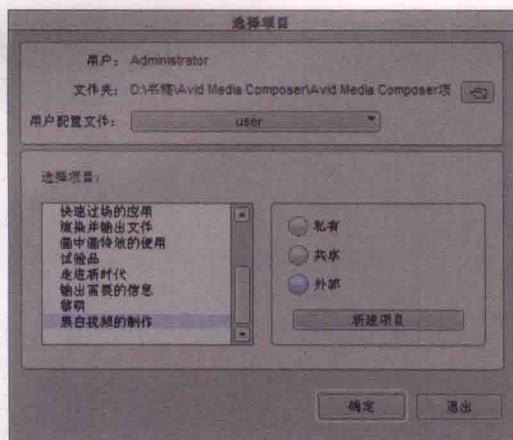 选择项目
用户: Administrator
文件夹: D:\书稿\Avid Media Composer\Avid Media Composer项
用户配置文件: user
选择项目:
快速过场的应用
渲染并输出文件
画中画特效的使用
试验品
走进新时代
输出需要的信息
黎明
黑白视频的制作
私有
共享
外部
新建项目
确定
退出